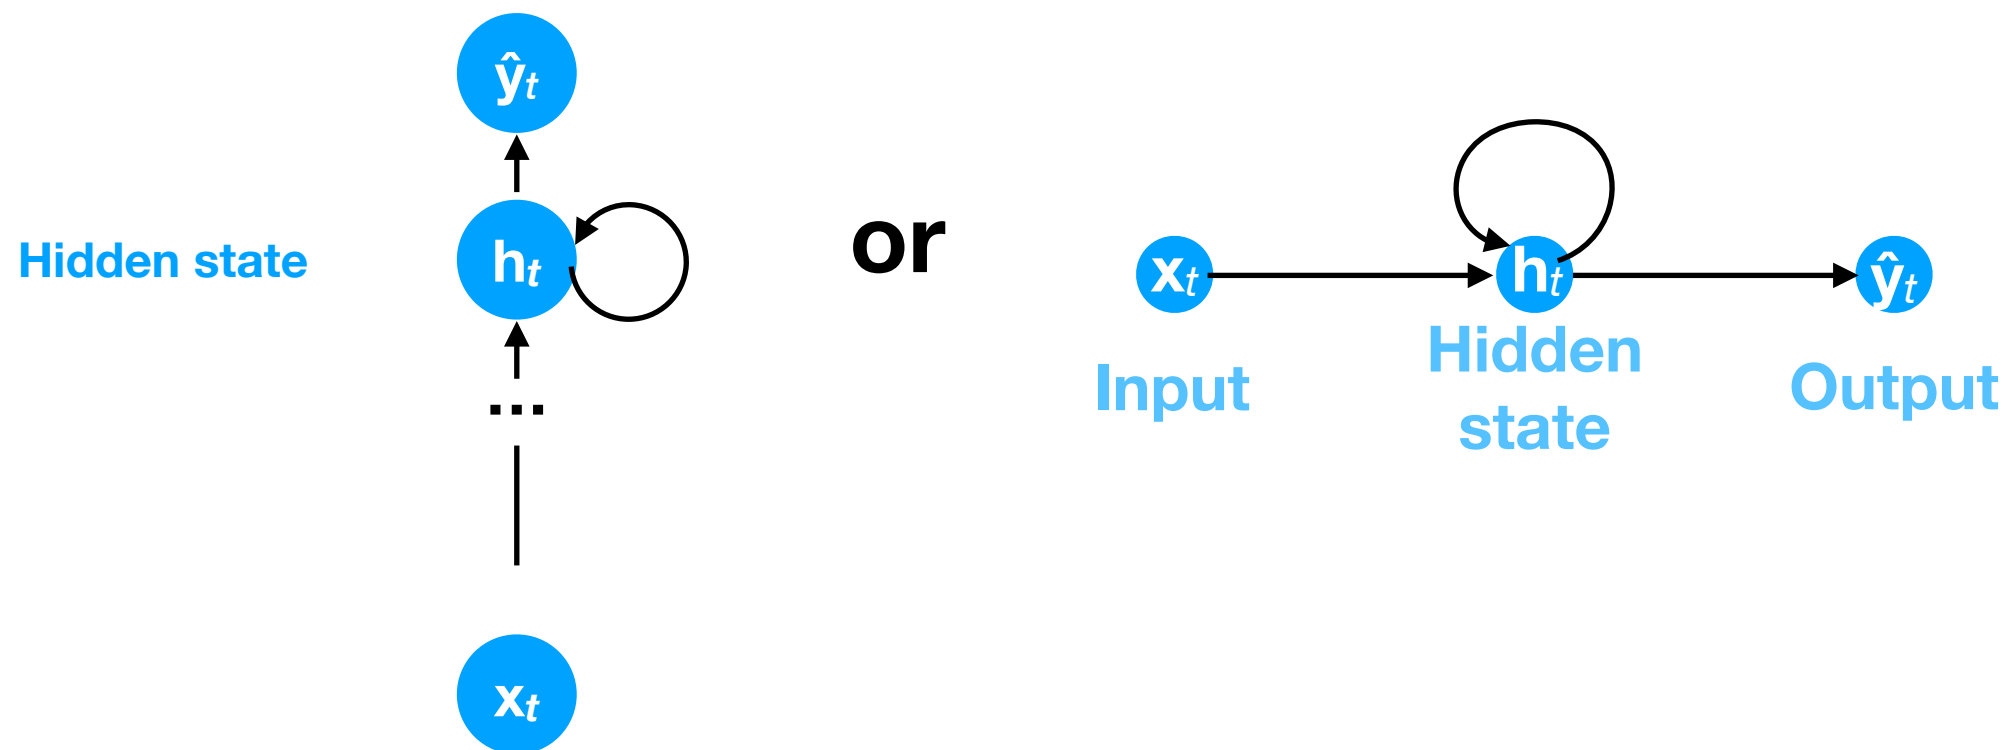 ŷt
Hidden state
ht
...
xt
or
xt
ht
ŷt
Input
Hidden
state
Output